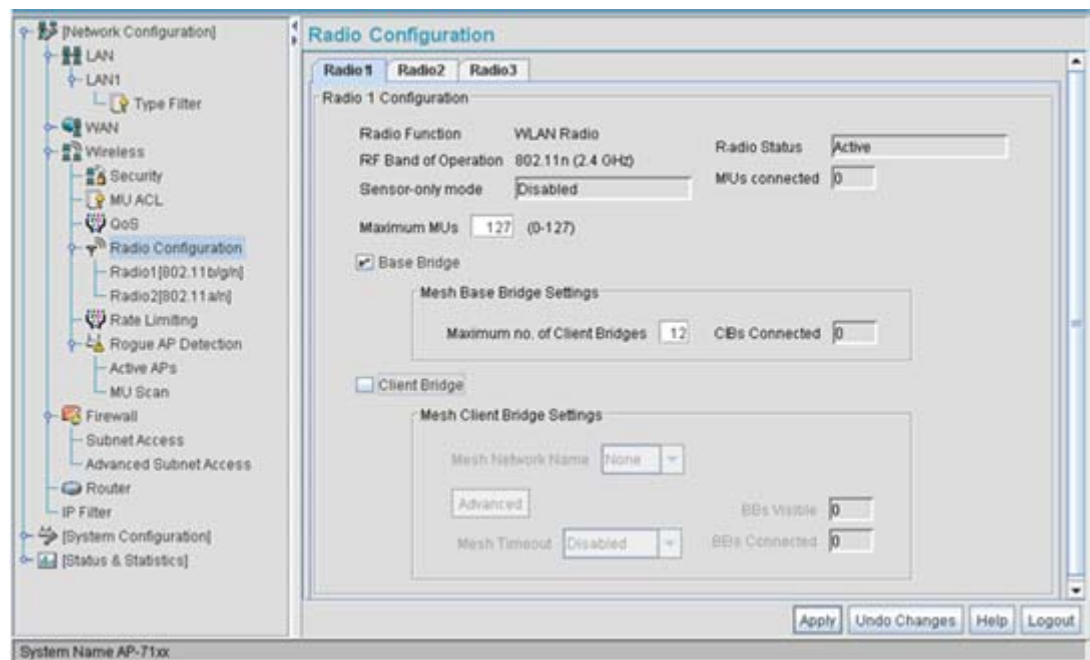 [Network Configuration]
LAN
LAN1
Type Filter
WAN
Wireless
Security
MU ACL
QoS
Radio Configuration
Radio1[802.11b/g/n]
Radio2[802.11a/n]
Rate Limiting
Rogue AP Detection
Active APs
MU Scan
Firewall
Subnet Access
Advanced Subnet Access
Router
IP Filter
[System Configuration]
[Status & Statistics]
Radio Configuration
Radio1 Radio2 Radio3
Radio 1 Configuration
Radio Function WLAN Radio
RF Band of Operation 802.11n (2.4 GHz)
Sensor-only mode Disabled
Radio Status Active
MUs connected 0
Maximum MUs 127 (0-127)
Base Bridge
Mesh Base Bridge Settings
Maximum no. of Client Bridges 12 CBs Connected 0
Client Bridge
Mesh Client Bridge Settings
Mesh Network Name None
Advanced
BBs Visible 0
Mesh Timeout Disabled
BBs Connected 0
Apply Undo Changes Help Logout
System Name AP-71xx